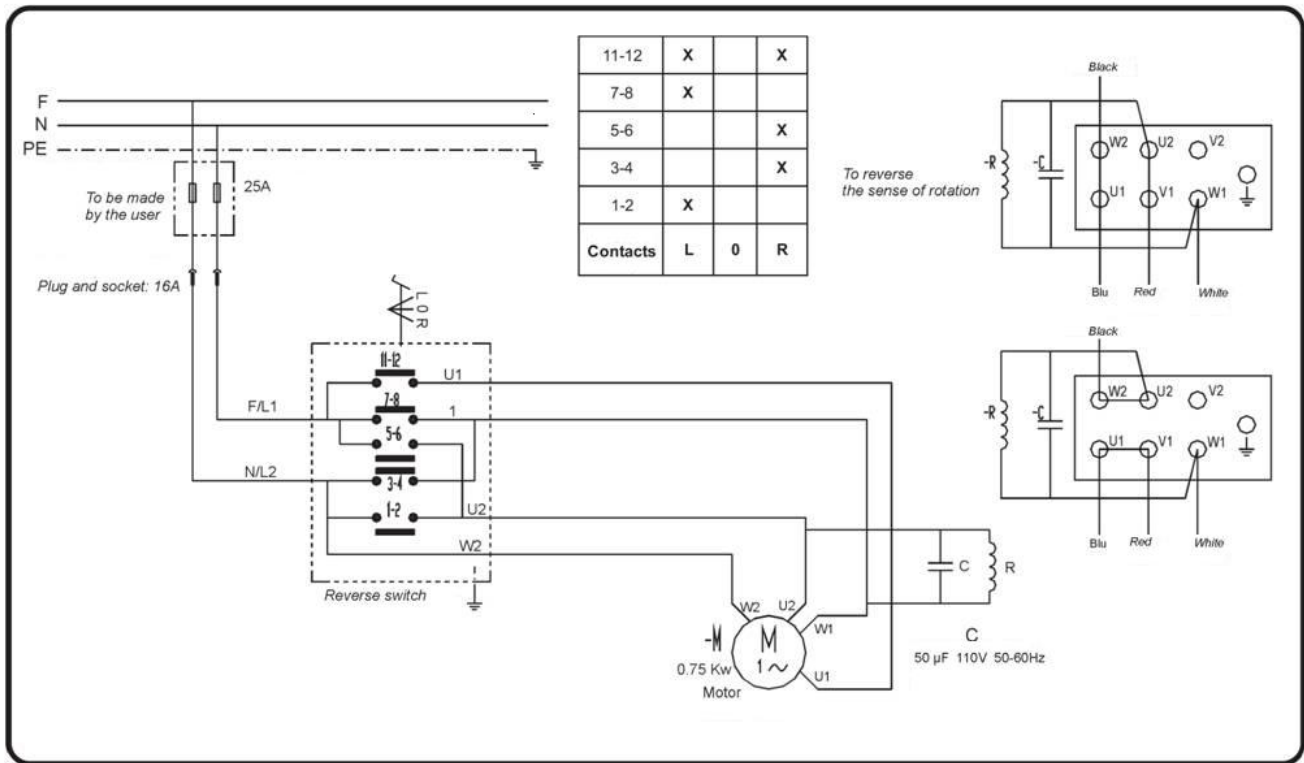 F
N
PE
To be made
by the user
25A
Plug and socket: 16A
11-12 X X
7-8 X
5-6 X
3-4 X
1-2 X
Contacts L 0 R
L 0 R
11-12
U1
F/L1
7-8
1
5-6
N/L2
3-4
1-2
U2
W2
Reverse switch
W2
U2
W1
U1
-M
M
1~
0.75 Kw
Motor
C
R
C
50 µF 110V 50-60Hz
To reverse
the sense of rotation
Black
-R
-C
W2 U2 V2
U1 V1 W1
Blu Red White
Black
-R
-C
W2 U2 V2
U1 V1 W1
Blu Red White